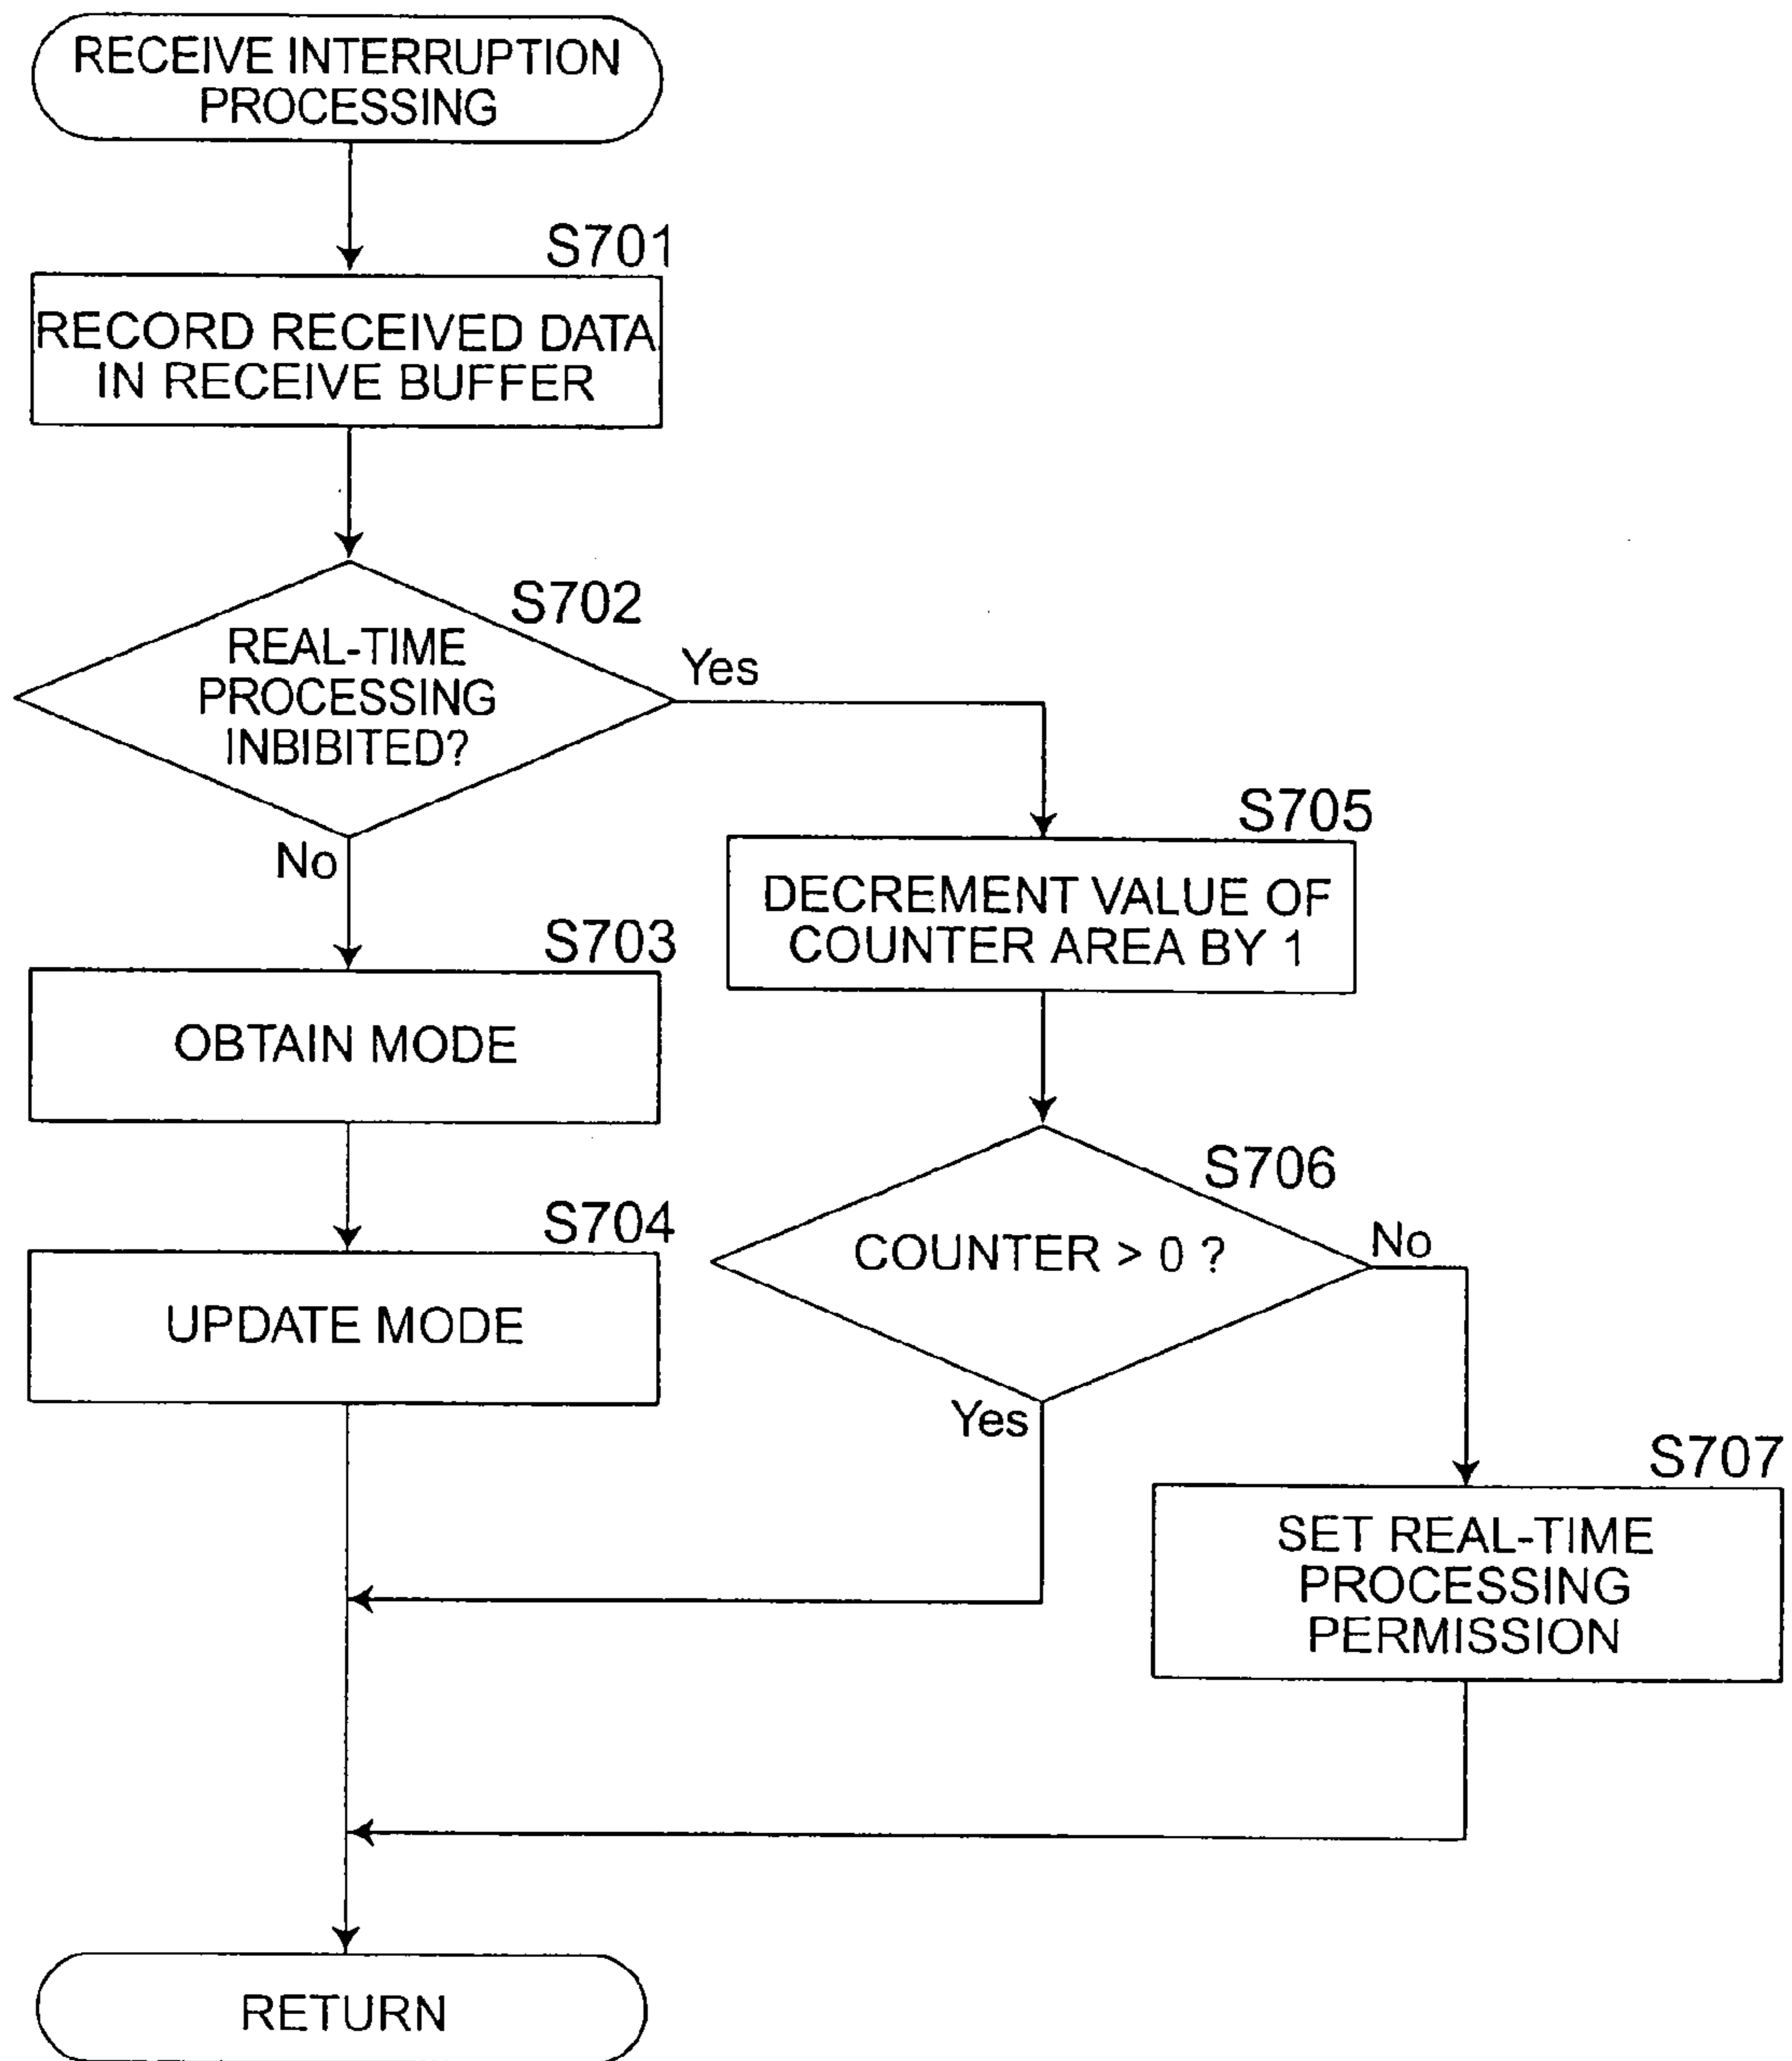 RECEIVE INTERRUPTION
PROCESSING
S701
RECORD RECEIVED DATA
IN RECEIVE BUFFER
S702
REAL-TIME
PROCESSING
INBIBITED?
Yes
No
S703
OBTAIN MODE
S704
UPDATE MODE
S705
DECREMENT VALUE OF
COUNTER AREA BY 1
S706
COUNTER > 0 ?
No
Yes
S707
SET REAL-TIME
PROCESSING
PERMISSION
RETURN